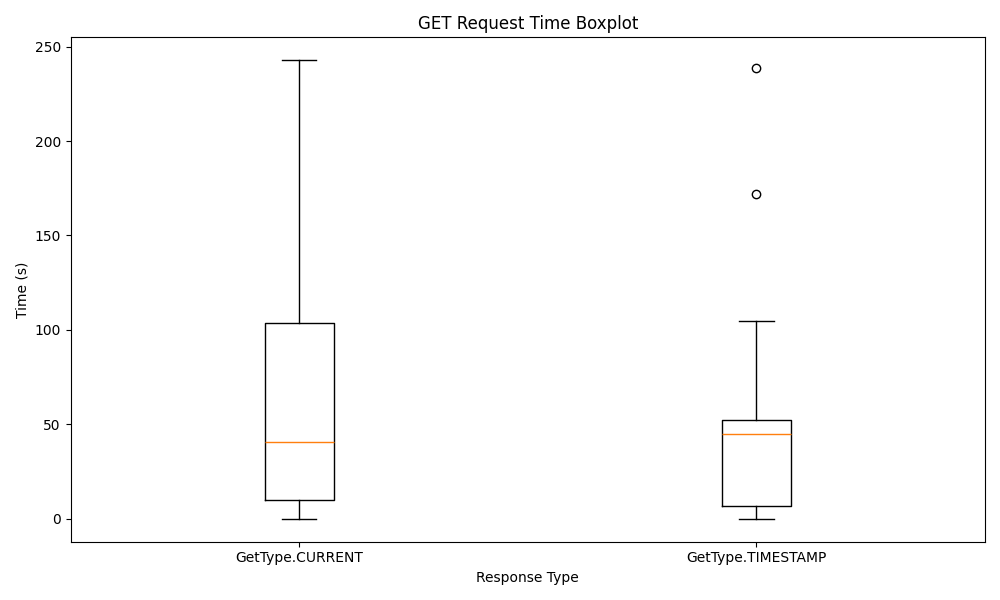 GET Request Time Boxplot
250
200
150
100
50
0
Time (s)
GetType.CURRENT
GetType.TIMESTAMP
Response Type